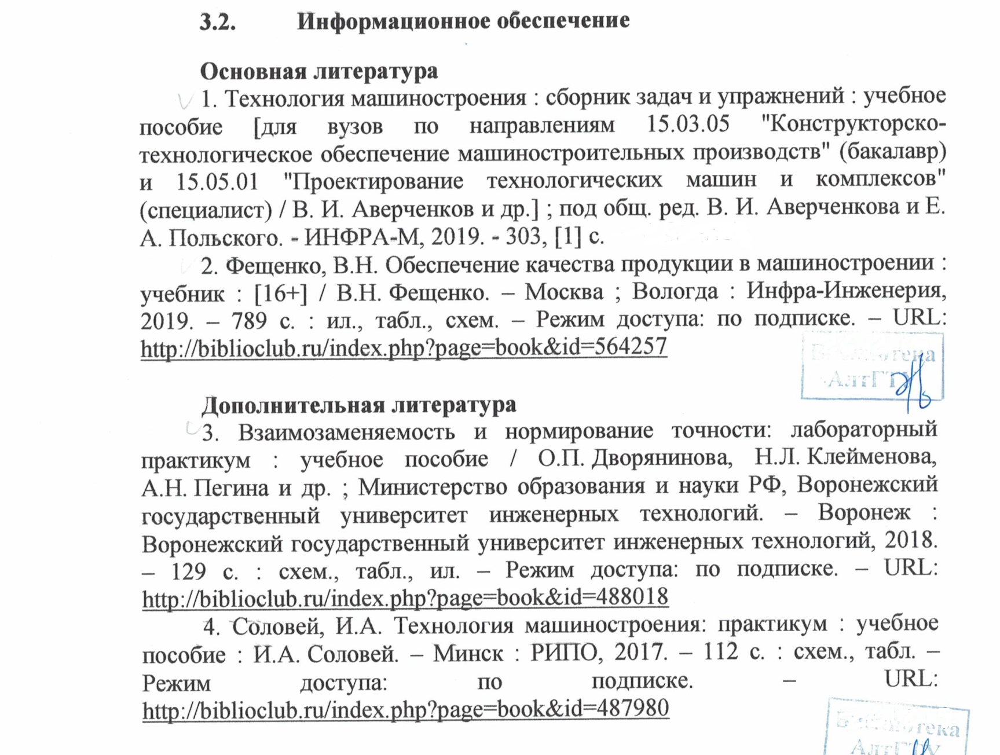 3.2. Информационное обеспечение
Основная литература
1. Технология машиностроения : сборник задач и упражнений : учебное
пособие [для вузов по направлениям 15.03.05 "Конструкторско-
технологическое обеспечение машиностроительных производств" (бакалавр)
и 15.05.01 "Проектирование технологических машин и комплексов"
(специалист) / В. И. Аверченков и др.] ; под общ. ред. В. И. Аверченкова и Е.
А. Польского. - ИНФРА-М, 2019. - 303, [1] с.
2. Фещенко, В.Н. Обеспечение качества продукции в машиностроении :
учебник : [16+] / В.Н. Фещенко. – Москва ; Вологда : Инфра-Инженерия,
2019. – 789 с. : ил., табл., схем. – Режим доступа: по подписке. – URL:
http://biblioclub.ru/index.php?page=book&id=564257
Библиотека
АлтГТУ
Дополнительная литература
3. Взаимозаменяемость и нормирование точности: лабораторный
практикум : учебное пособие / О.П. Дворянинова, Н.Л. Клейменова,
А.Н. Пегина и др. ; Министерство образования и науки РФ, Воронежский
государственный университет инженерных технологий. – Воронеж :
Воронежский государственный университет инженерных технологий, 2018.
– 129 с. : схем., табл., ил. – Режим доступа: по подписке. – URL:
http://biblioclub.ru/index.php?page=book&id=488018
4. Соловей, И.А. Технология машиностроения: практикум : учебное
пособие : И.А. Соловей. – Минск : РИПО, 2017. – 112 с. : схем., табл. –
Режим доступа: по подписке. – URL:
http://biblioclub.ru/index.php?page=book&id=487980
Библиотека
АлтГТУ